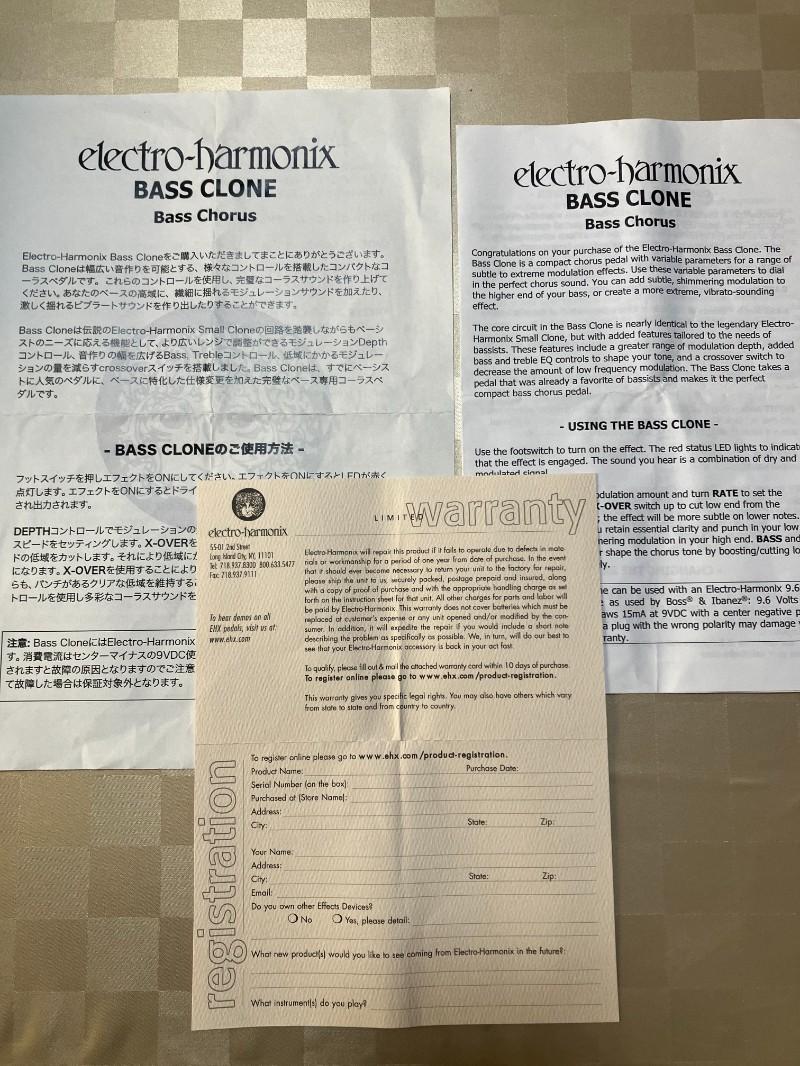 electro-harmonix
BASS CLONE
Bass Chorus
Electro-Harmonix Bass Cloneをご購入いただきましてまことにありがとうございます。
Bass Cloneは幅広い音作りを可能とする、様々なコントロールを搭載したコンパクトなコ
ーラスペダルです。これらのコントロールを使用し、完璧なコーラスサウンドを作り上げて
ください。あなたのベースの高域に、繊細に揺れるモジュレーションサウンドを加えたり、
激しく揺れるビブラートサウンドを作り出したりすることができます。
Bass Cloneは伝説のElectro-Harmonix Small Cloneの回路を踏襲しながらもベーシ
ストのニーズに応える機能として、より広いレンジで調整ができるモジュレーションDepth
コントロール、音作りの幅を広げるBass, Trebleコントロール、低域にかかるモジュレー
ションの量を減らすcrossoverスイッチを搭載しました。Bass Cloneは、すでにベーシス
トに人気のペダルに、ベースに特化した仕様変更を加えた完璧なベース専用コーラスペ
ダルです。
- BASS CLONEのご使用方法 -
フットスイッチを押しエフェクトをONにしてください。エフェクトをONにするとLEDが赤く
点灯します。エフェクトをONにするとドライ
され出力されます。
DEPTHコントロールでモジュレーションの
スピードをセッティングします。X-OVERを
ドの低域をカットします。それにより低域にか
になります。X-OVERを使用することにより
らも、パンチがあるクリアな低域を維持する
トロールを使用し多彩なコーラスサウンドを
注意: Bass CloneにはElectro-Harmonix
す。消費電流はセンターマイナスの9VDC使
されますと故障の原因となりますのでご注意
て故障した場合は保証対象外となります。
electro-harmonix
BASS CLONE
Bass Chorus
Congratulations on your purchase of the Electro-Harmonix Bass Clone. The
Bass Clone is a compact chorus pedal with variable parameters for a range of
subtle to extreme modulation effects. Use these variable parameters to dial
in the perfect chorus sound. You can add subtle, shimmering modulation to
the higher end of your bass, or create a more extreme, vibrato-sounding
effect.
The core circuit in the Bass Clone is nearly identical to the legendary Electro-
Harmonix Small Clone, but with added features tailored to the needs of
bassists. These features include a greater range of modulation depth, added
bass and treble EQ controls to shape your tone, and a crossover switch to
decrease the amount of low frequency modulation. The Bass Clone takes a
pedal that was already a favorite of bassists and makes it the perfect
compact bass chorus pedal.
- USING THE BASS CLONE -
Use the footswitch to turn on the effect. The red status LED lights to indicate
that the effect is engaged. The sound you hear is a combination of dry and
modulated signal.
odulation amount and turn RATE to set the
X-OVER switch up to cut low end from the
; the effect will be more subtle on lower notes.
u retain essential clarity and punch in your low
mering modulation in your high end. BASS and
r shape the chorus tone by boosting/cutting lo
ly.
ne can be used with an Electro-Harmonix 9.6
e as used by Boss® & Ibanez®: 9.6 Volts
aws 15mA at 9VDC with a center negative p
a plug with the wrong polarity may damage
rranty.
electro-harmonix
55-01 2nd Street
Long Island City, NY, 11101
Tel: 718.937.8300 800.633.5477
Fax: 718.937.9111
To hear demos on all
EHX pedals, visit us at:
www.ehx.com
LIMITED warranty
Electro-Harmonix will repair this product if it fails to operate due to defects in mate-
rials or workmanship for a period of one year from date of purchase. In the event
that it should ever become necessary to return your unit to the factory for repair,
please ship the unit to us, securely packed, postage prepaid and insured, along
with a copy of proof of purchase and with the appropriate handling charge as set
forth on the instruction sheet for that unit. All other charges for parts and labor will
be paid by Electro-Harmonix. This warranty does not cover batteries which must be
replaced at customer's expense or any unit opened and/or modified by the con-
sumer. In addition, it will expedite the repair if you would include a short note
describing the problem as specifically as possible. We, in turn, will do our best to
see that your Electro-Harmonix accessory is back in your act fast.
To qualify, please fill out & mail the attached warranty card within 10 days of purchase.
To register online please go to www.ehx.com/product-registration.
This warranty gives you specific legal rights. You may also have others which vary
from state to state and from country to country.
registration
To register online please go to www.ehx.com/product-registration.
Product Name: Purchase Date:
Serial Number (on the box):
Purchased at (Store Name):
Address:
City: State: Zip:
Your Name:
Address:
City: State: Zip:
Email:
Do you own other Effects Devices?
No Yes, please detail:
What new product(s) would you like to see coming from Electro-Harmonix in the future?:
What instrument(s) do you play?